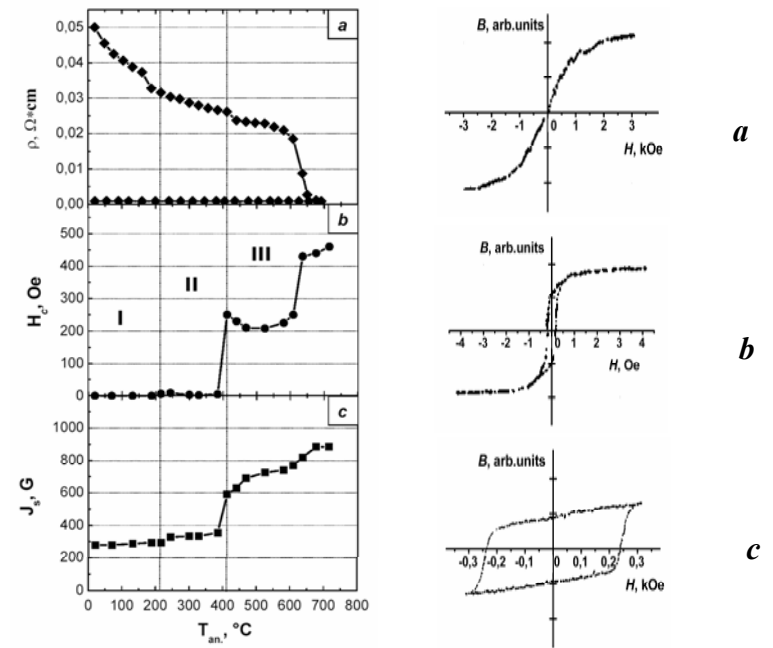 a
0,05
0,04
0,03
0,02
0,01
0,00
ρ, Ω*cm
b
500
400
300
200
100
0
H_c, Oe
I
II
III
c
1000
800
600
400
200
0
J_s, G
0 100 200 300 400 500 600 700 800
T_an., °C
B, arb.units
-3 -2 -1 0 1 2 3
H, kOe
a
B, arb.units
-4 -3 -2 -1 0 1 2 3 4
H, Oe
b
B, arb.units
-0,3 -0,2 -0,1 0 0,1 0,2 0,3
H, kOe
c